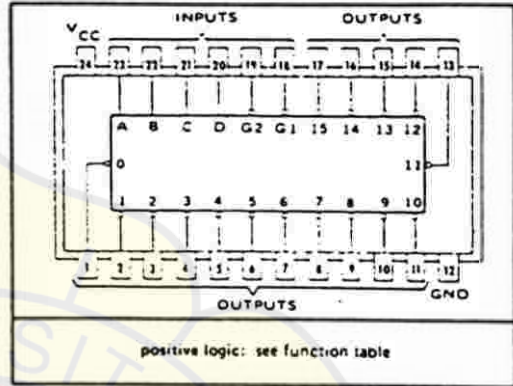 INPUTS OUTPUTS
VCC
24 23 22 21 20 19 18 17 16 15 14 13
A B C D G2 G1 15 14 13 12
0 11
1 2 3 4 5 6 7 8 9 10
1 2 3 4 5 6 7 8 9 10 11 12
OUTPUTS GND
positive logic: see function table
SIT